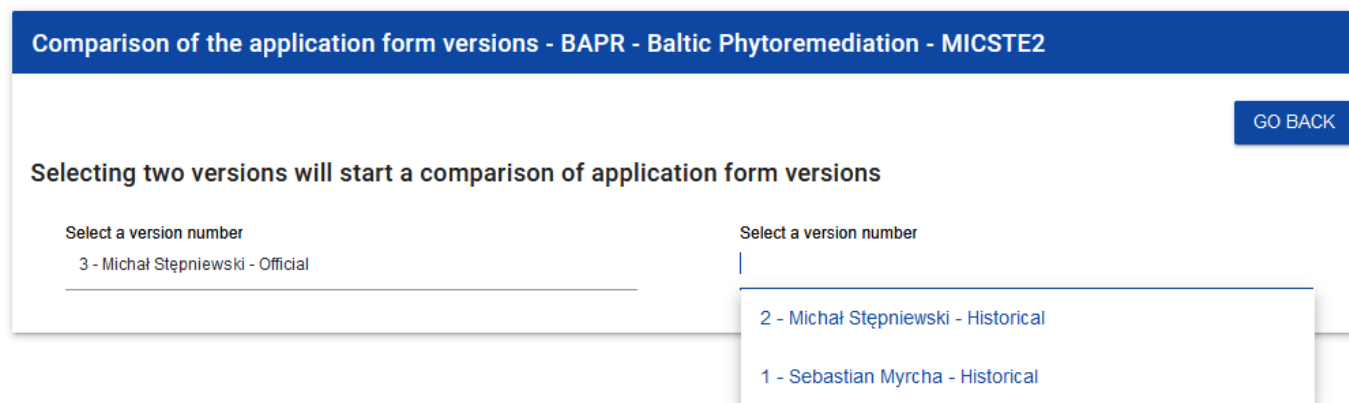 Comparison of the application form versions - BAPR - Baltic Phytoremediation - MICSTE2
GO BACK
Selecting two versions will start a comparison of application form versions
Select a version number
3 - Michał Stępniewski - Official
Select a version number
2 - Michał Stępniewski - Historical
1 - Sebastian Myrcha - Historical